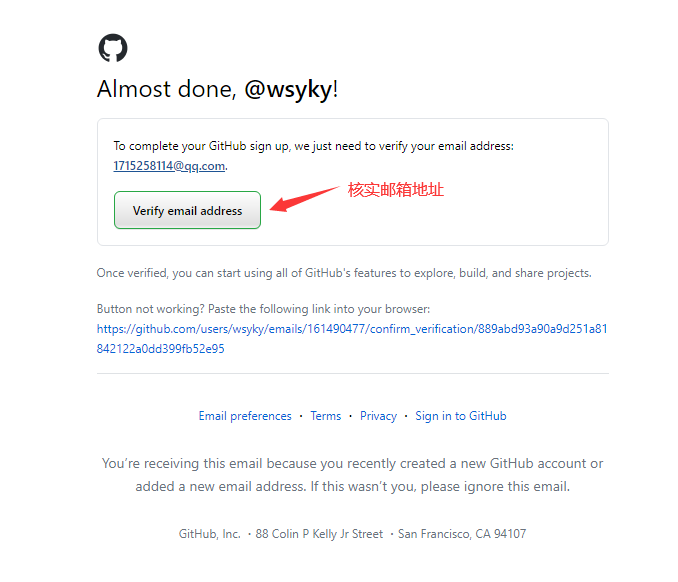 Almost done, @wsyky!
To complete your GitHub sign up, we just need to verify your email address:
1715258114@qq.com.
Verify email address
核实邮箱地址
Once verified, you can start using all of GitHub's features to explore, build, and share projects.
Button not working? Paste the following link into your browser:
https://github.com/users/wsyky/emails/161490477/confirm_verification/889abd93a90a9d251a81
842122a0dd399fb52e95
Email preferences · Terms · Privacy · Sign in to GitHub
You're receiving this email because you recently created a new GitHub account or
added a new email address. If this wasn't you, please ignore this email.
GitHub, Inc. · 88 Colin P Kelly Jr Street · San Francisco, CA 94107